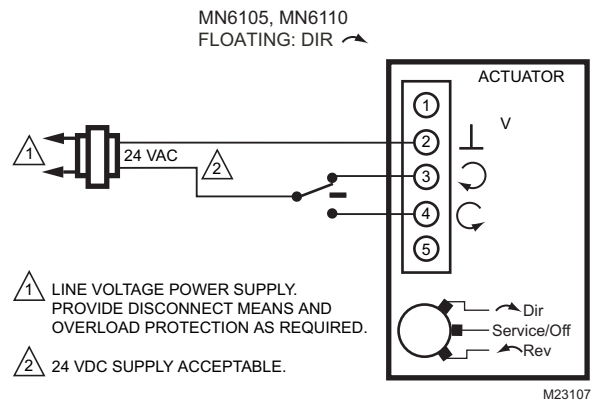 MN6105, MN6110
FLOATING: DIR
ACTUATOR
1
V
2
24 VAC
1
2
3
4
5
1 LINE VOLTAGE POWER SUPPLY.
PROVIDE DISCONNECT MEANS AND
OVERLOAD PROTECTION AS REQUIRED.
2 24 VDC SUPPLY ACCEPTABLE.
Dir
Service/Off
Rev
M23107